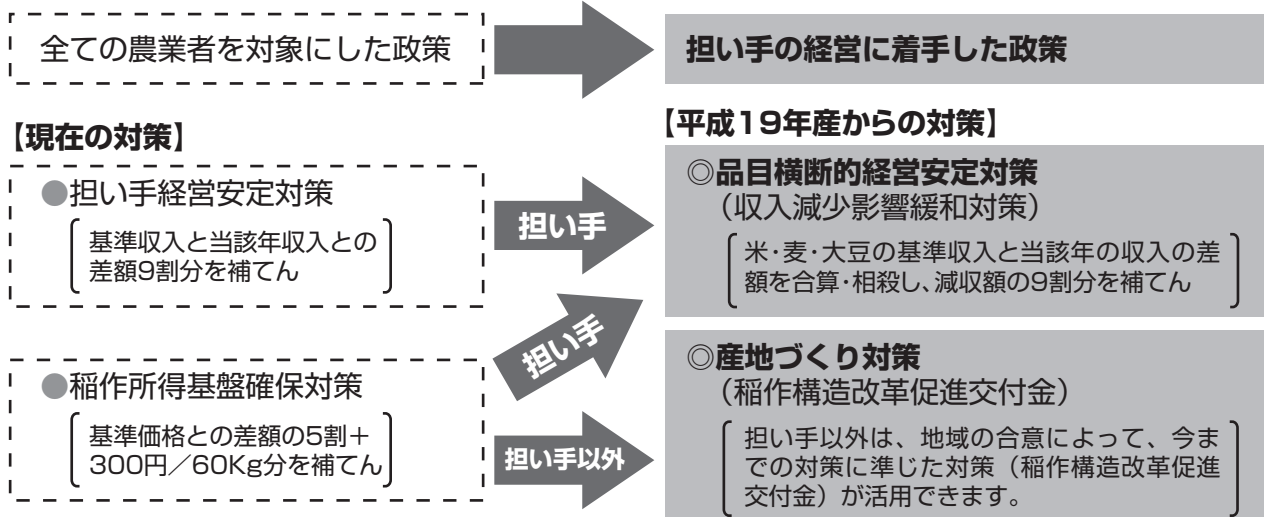 全ての農業者を対象にした政策
担い手の経営に着手した政策
【現在の対策】
●担い手経営安定対策
基準収入と当該年収入との
差額9割分を補てん
担い手
●稲作所得基盤確保対策
基準価格との差額の5割+
300円/60Kg分を補てん
担い手
担い手以外
【平成19年産からの対策】
◎品目横断的経営安定対策
(収入減少影響緩和対策)
米・麦・大豆の基準収入と当該年の収入の差
額を合算・相殺し、減収額の9割分を補てん
◎産地づくり対策
(稲作構造改革促進交付金)
担い手以外は、地域の合意によって、今ま
での対策に準じた対策(稲作構造改革促進
交付金)が活用できます。